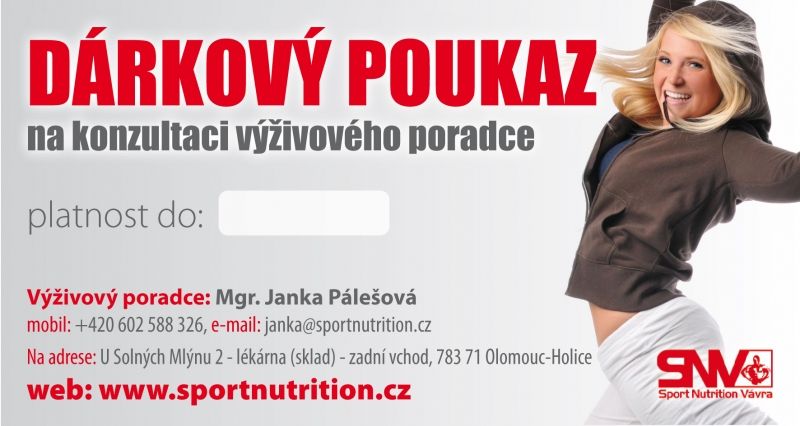 DÁRKOVÝ POUKAZ
na konzultaci výživového poradce
platnost do:
Výživový poradce: Mgr. Janka Pálešová
mobil: +420 602 588 326, e-mail: janka@sportnutrition.cz
Na adrese: U Solných Mlýnu 2 - lékárna (sklad) - zadní vchod, 783 71 Olomouc-Holice
web: www.sportnutrition.cz
SNV
Sport Nutrition Vávra